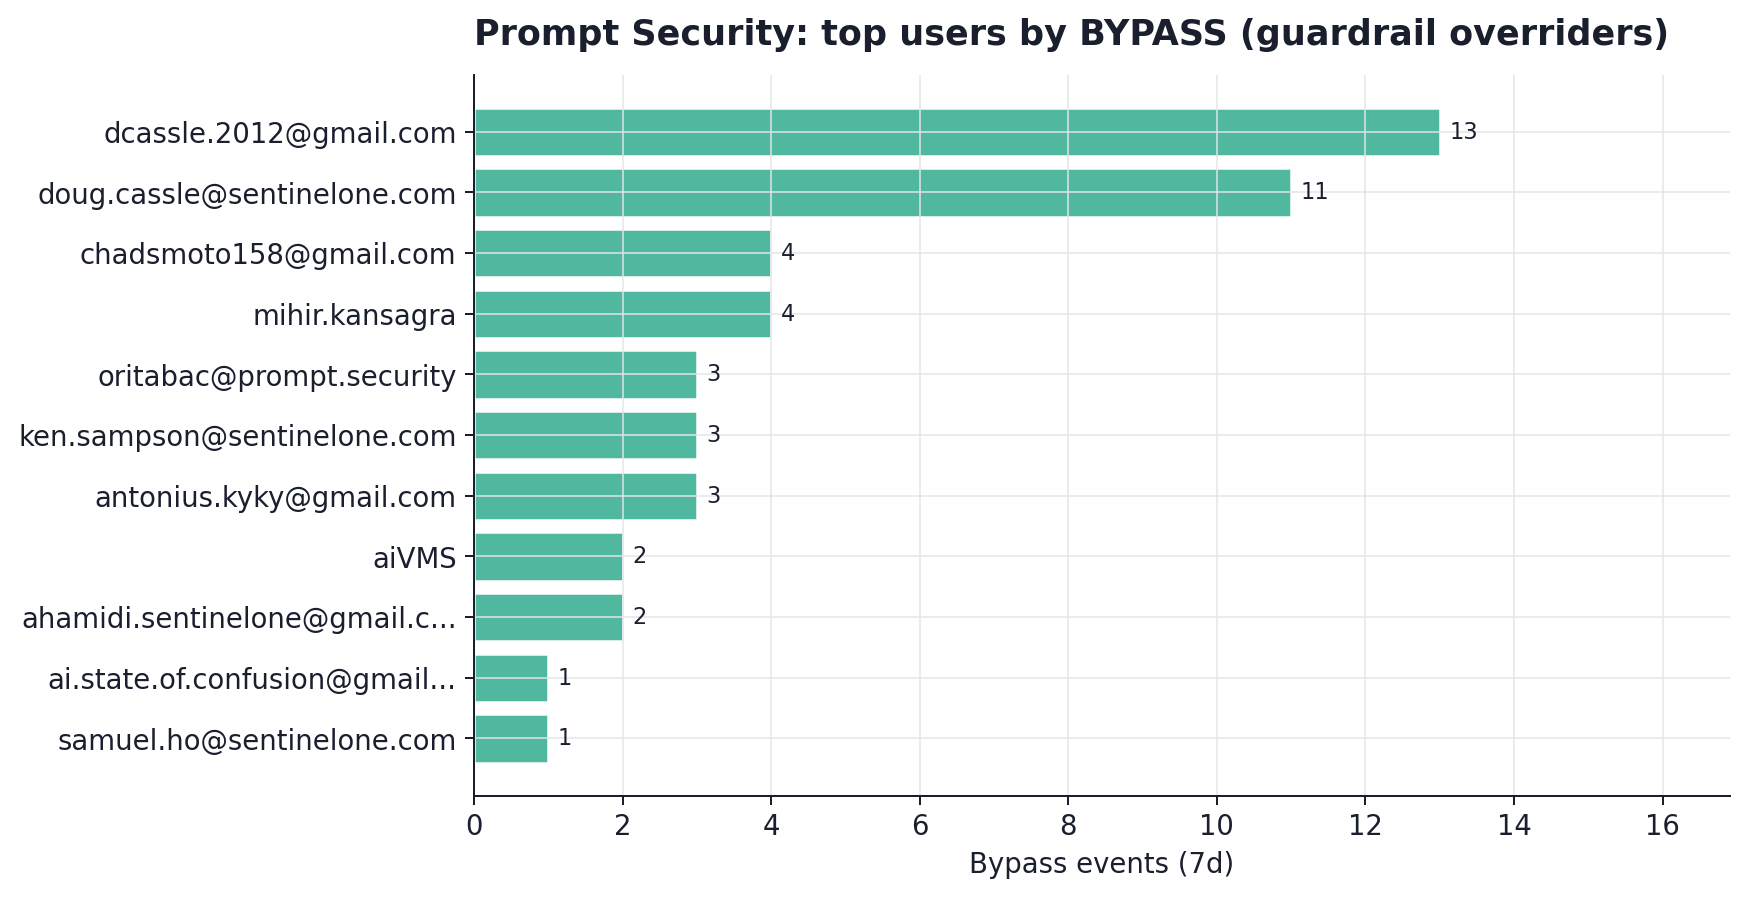 Prompt Security: top users by BYPASS (guardrail overriders)
dcassle.2012@gmail.com 13
doug.cassle@sentinelone.com 11
chadsmoto158@gmail.com 4
mihir.kansagra 4
oritabac@prompt.security 3
ken.sampson@sentinelone.com 3
antonius.kyky@gmail.com 3
aiVMS 2
ahamidi.sentinelone@gmail.c... 2
ai.state.of.confusion@gmail... 1
samuel.ho@sentinelone.com 1
0 2 4 6 8 10 12 14 16
Bypass events (7d)